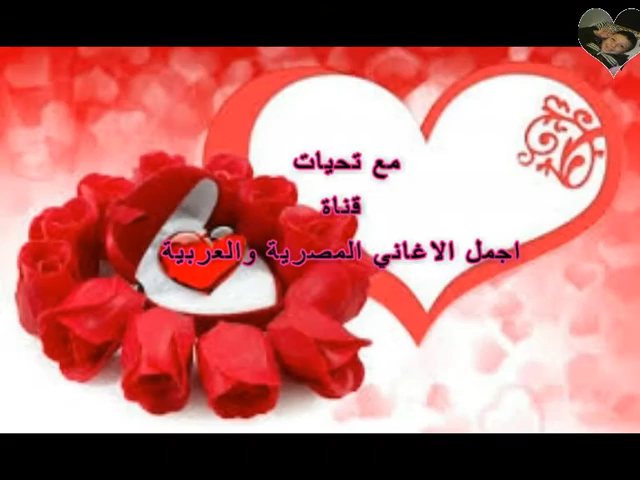 مع تحيات
قناة
اجمل الاغاني المصرية والعربية